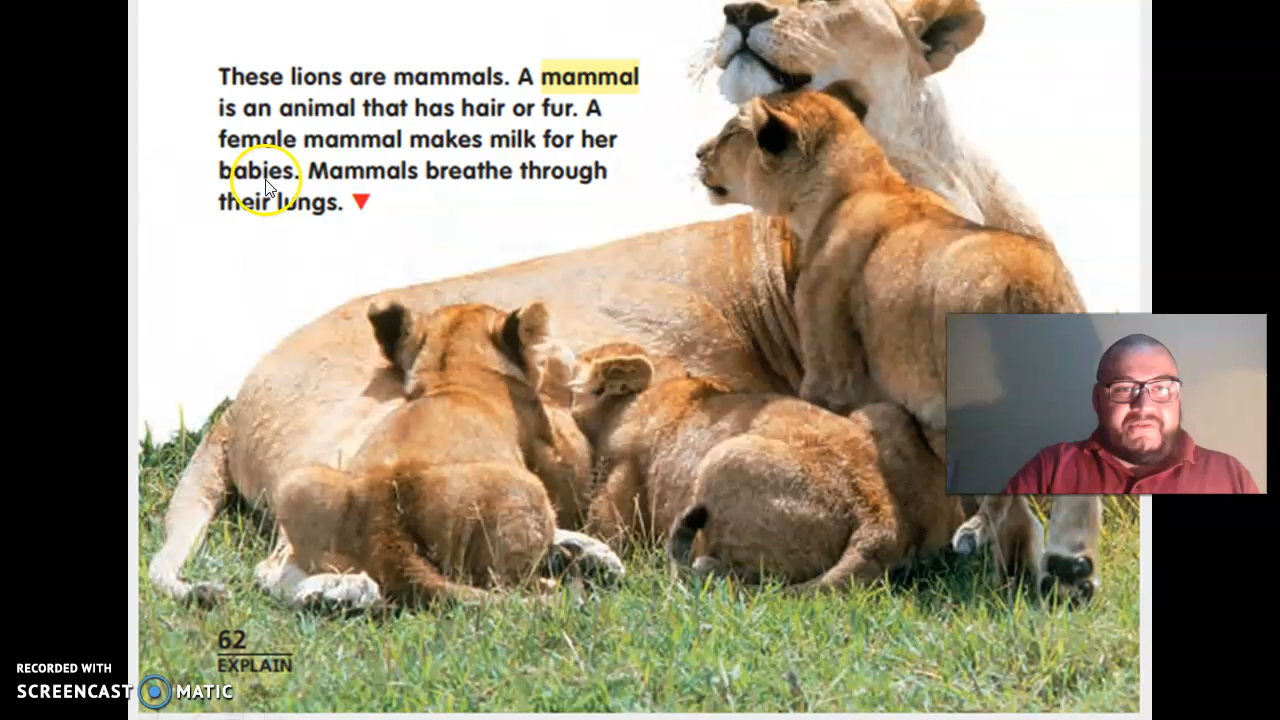 These lions are mammals. A mammal
is an animal that has hair or fur. A
female mammal makes milk for her
babies. Mammals breathe through
their lungs.
62
EXPLAIN
RECORDED WITH
SCREENCAST MATIC